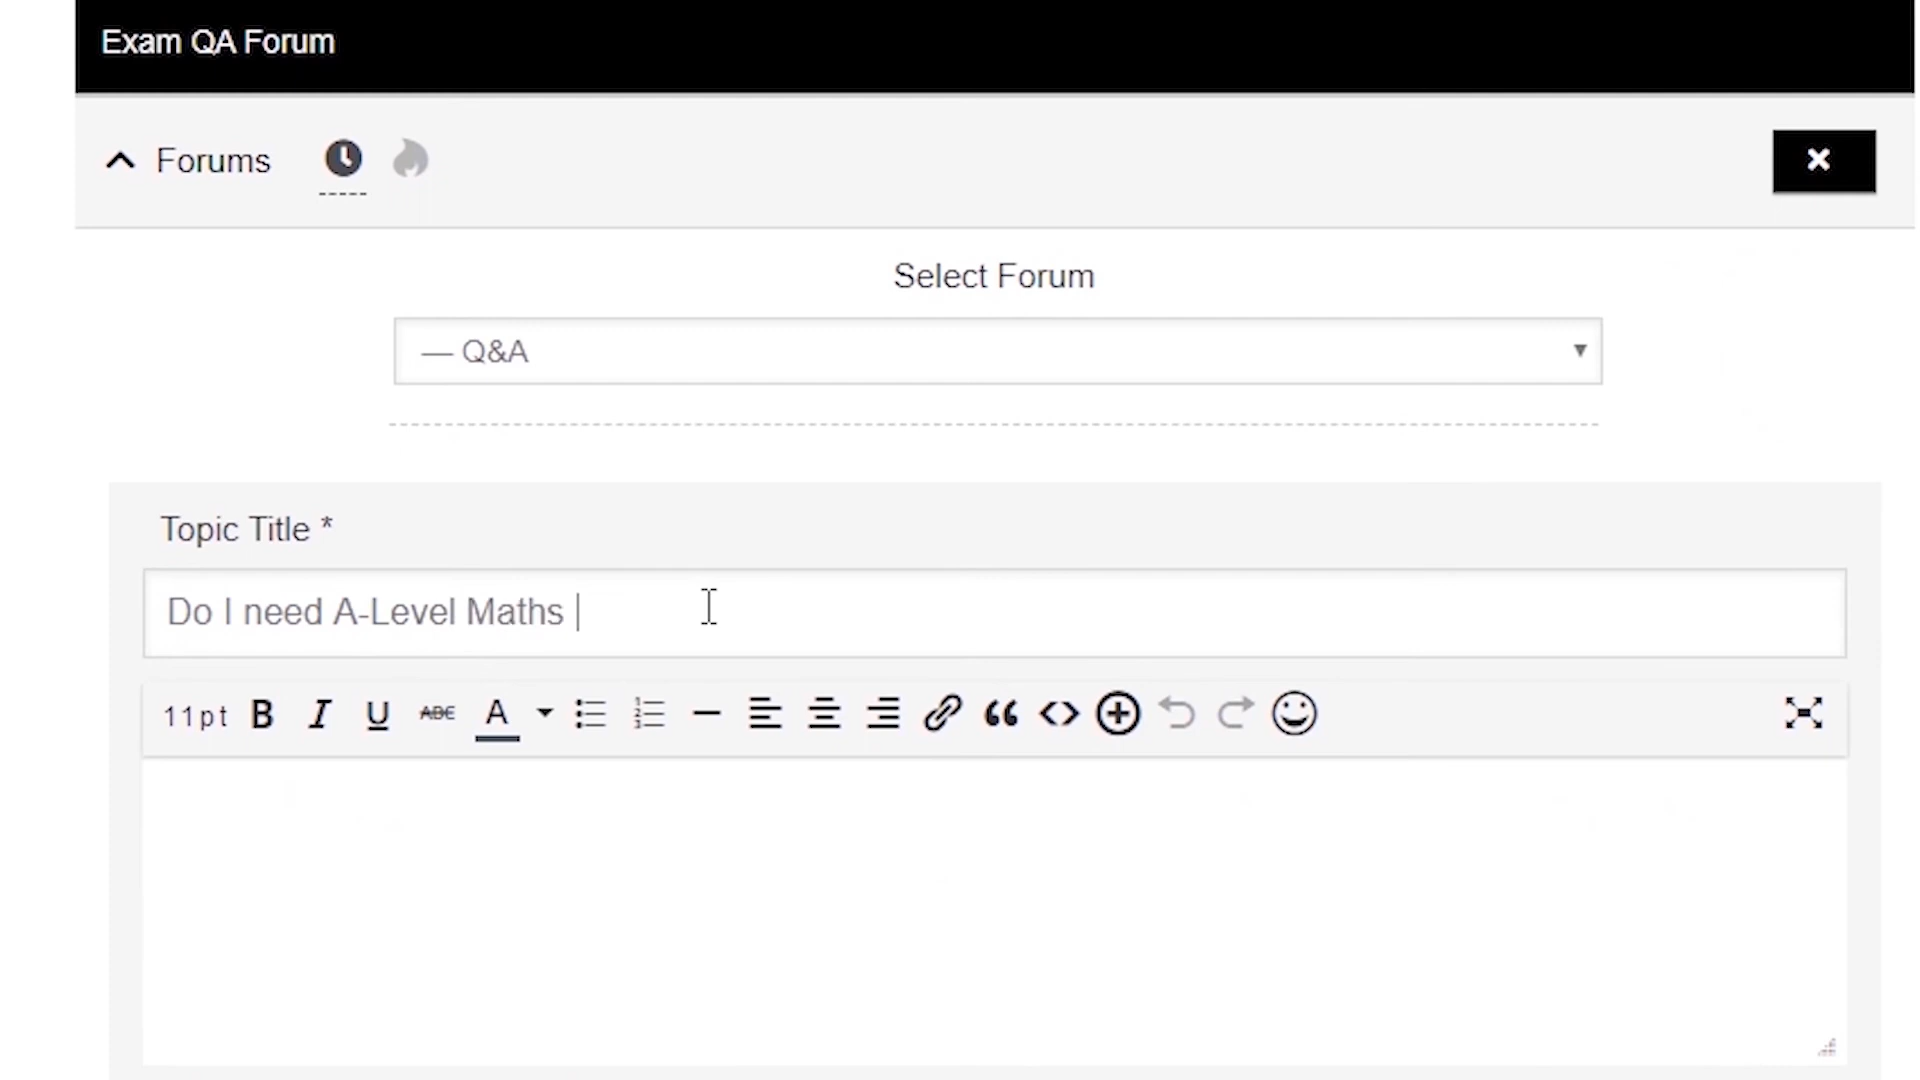 Exam QA Forum
Forums
Select Forum
— Q&A
Topic Title *
Do I need A-Level Maths
11pt B I U ABC A